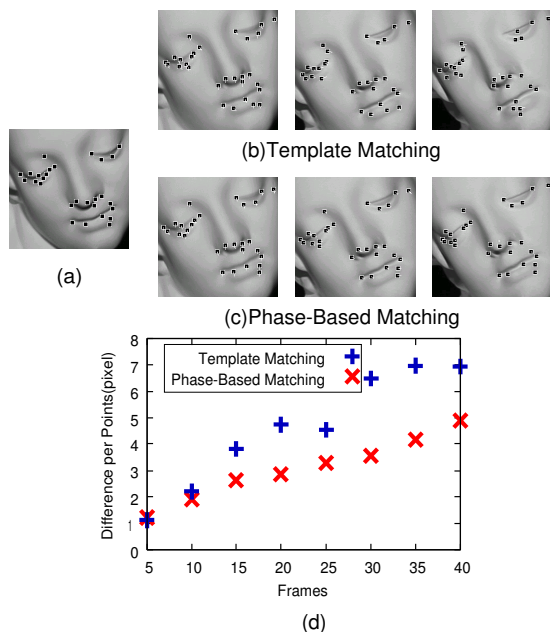 (b)Template Matching
(a)
(c)Phase-Based Matching
8
7
6
5
4
3
2
1
0
Difference per Points(pixel)
Template Matching
Phase-Based Matching
5 10 15 20 25 30 35 40
Frames
(d)